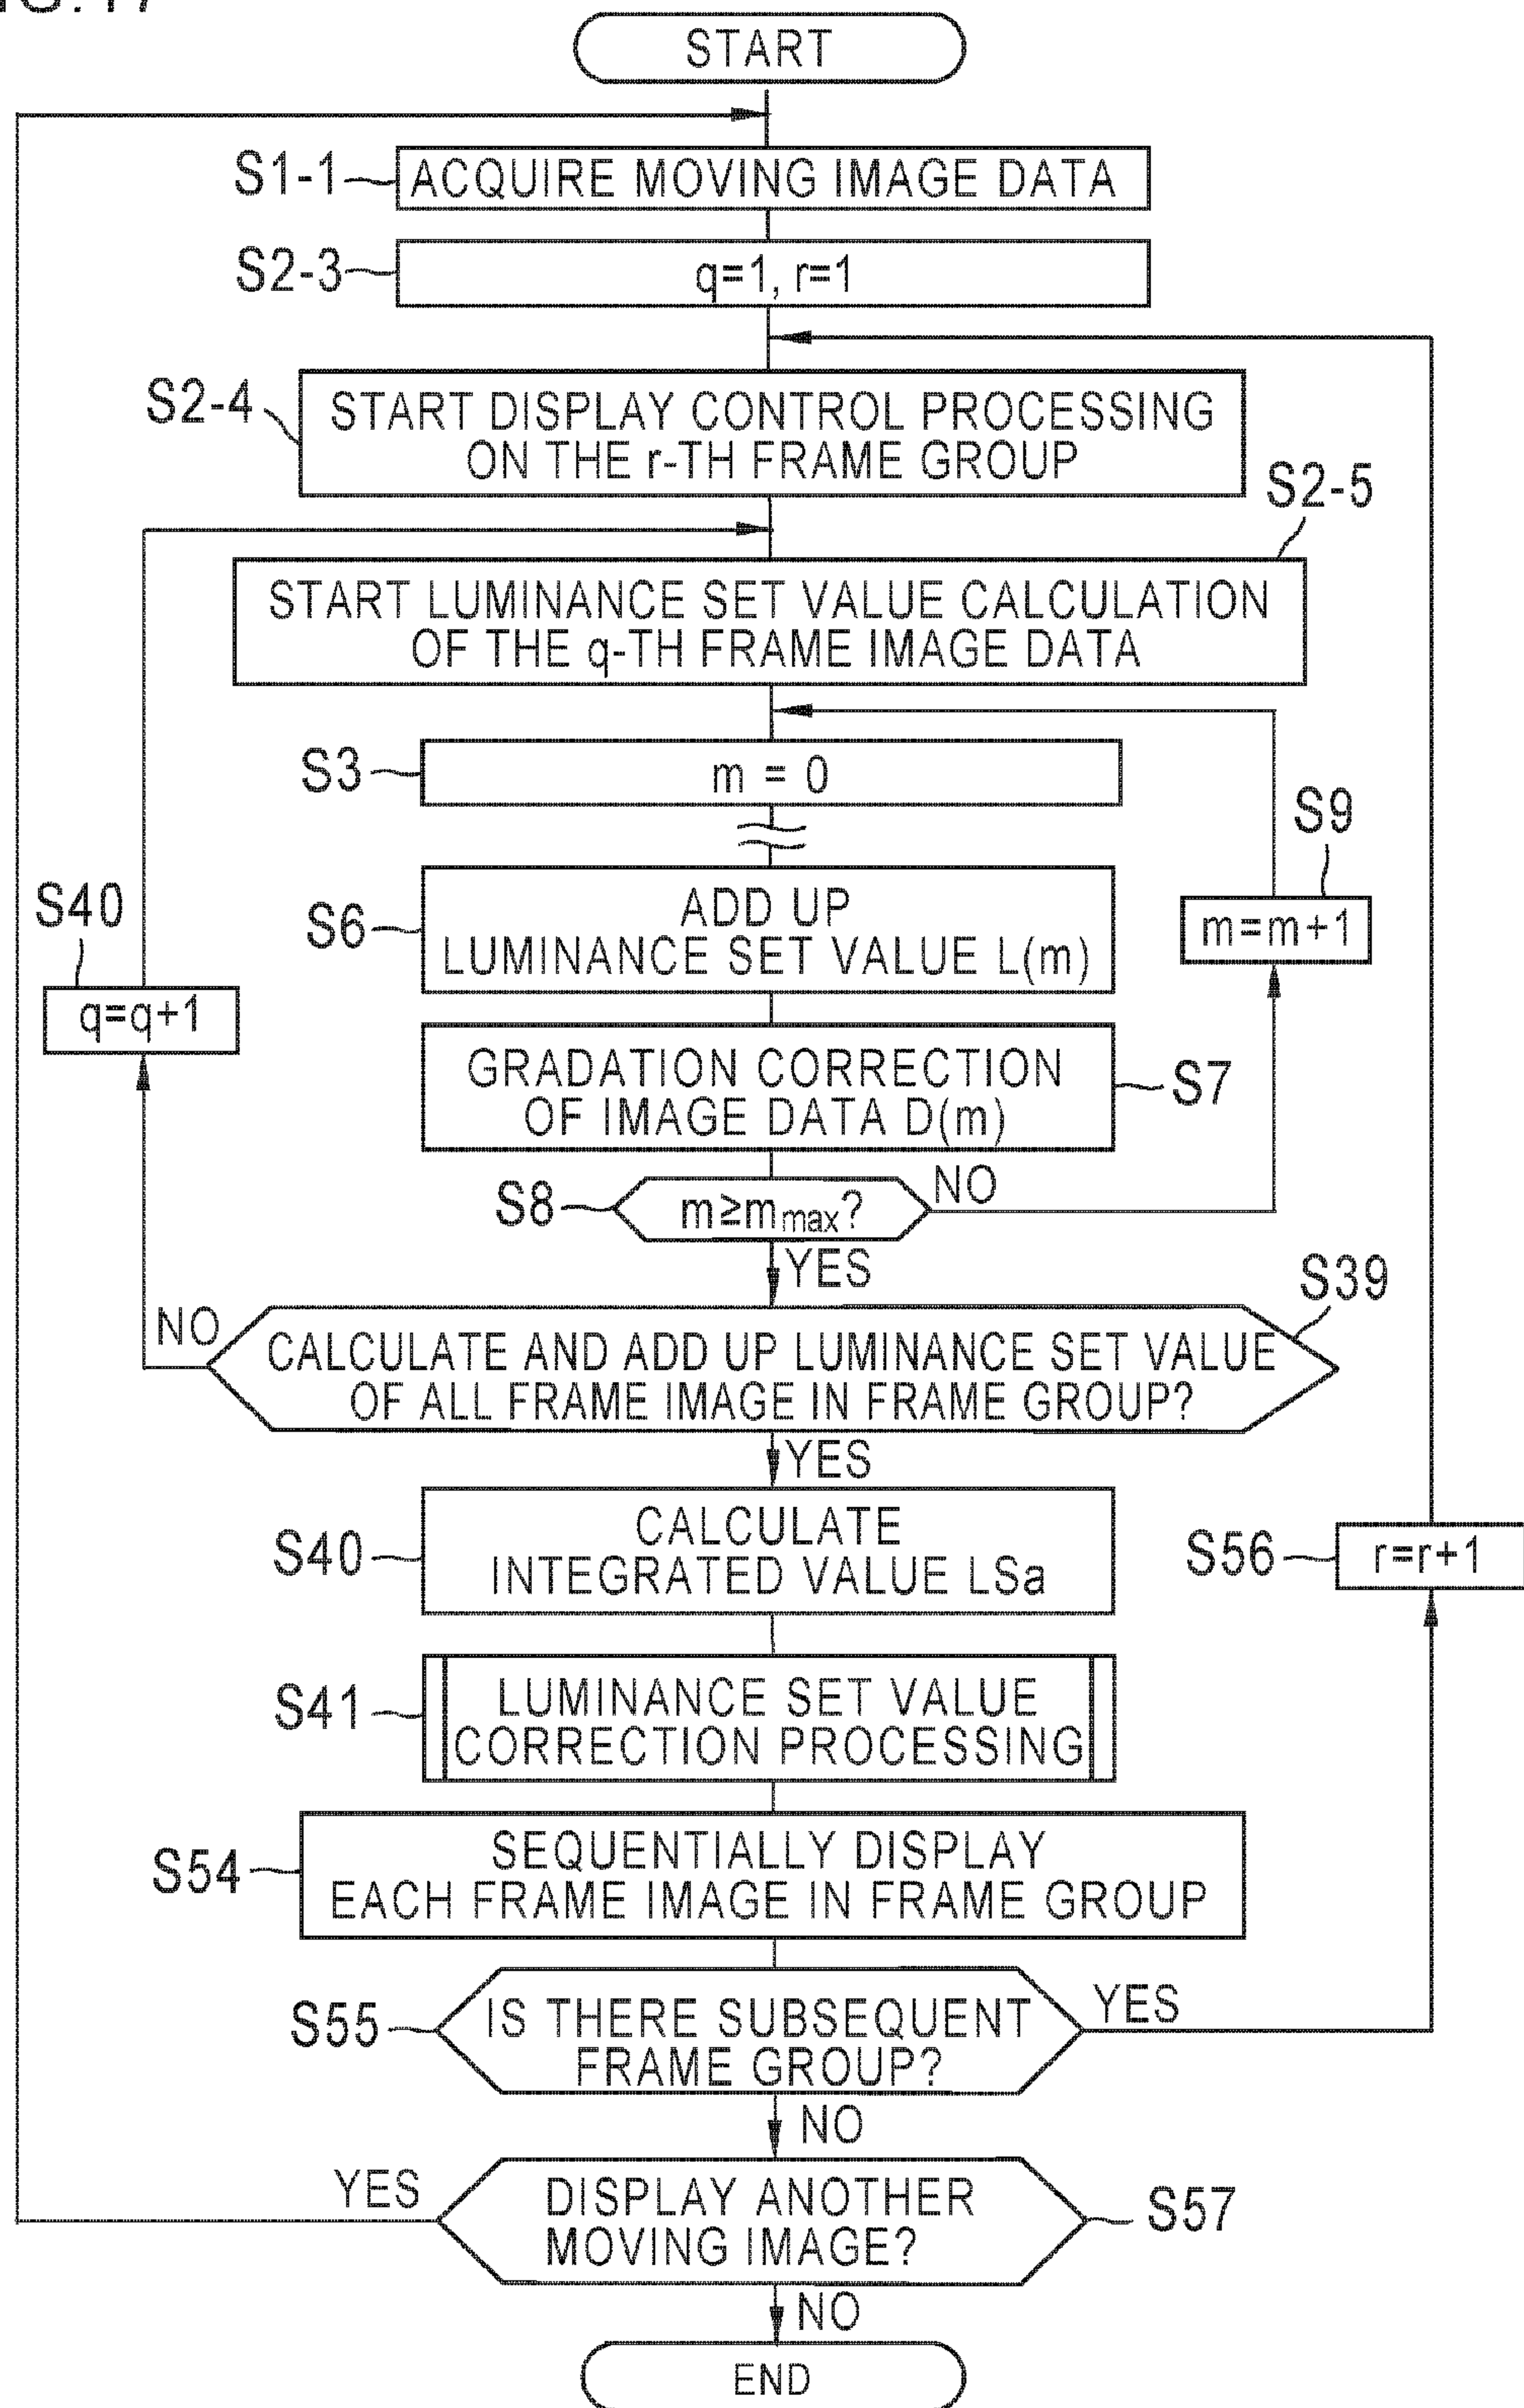 FIG. 17
START
S1-1
ACQUIRE MOVING IMAGE DATA
S2-3
q=1, r=1
S2-4
START DISPLAY CONTROL PROCESSING
ON THE r-TH FRAME GROUP
S2-5
START LUMINANCE SET VALUE CALCULATION
OF THE q-TH FRAME IMAGE DATA
S3
m = 0
S9
m=m+1
S40
q=q+1
S6
ADD UP
LUMINANCE SET VALUE L(m)
GRADATION CORRECTION
OF IMAGE DATA D(m)
S7
S8
m≥mmax?
NO
YES
S39
NO
CALCULATE AND ADD UP LUMINANCE SET VALUE
OF ALL FRAME IMAGE IN FRAME GROUP?
YES
S40
CALCULATE
INTEGRATED VALUE LSa
S56
r=r+1
S41
LUMINANCE SET VALUE
CORRECTION PROCESSING
S54
SEQUENTIALLY DISPLAY
EACH FRAME IMAGE IN FRAME GROUP
S55
IS THERE SUBSEQUENT
FRAME GROUP?
YES
NO
YES
DISPLAY ANOTHER
MOVING IMAGE?
S57
NO
END